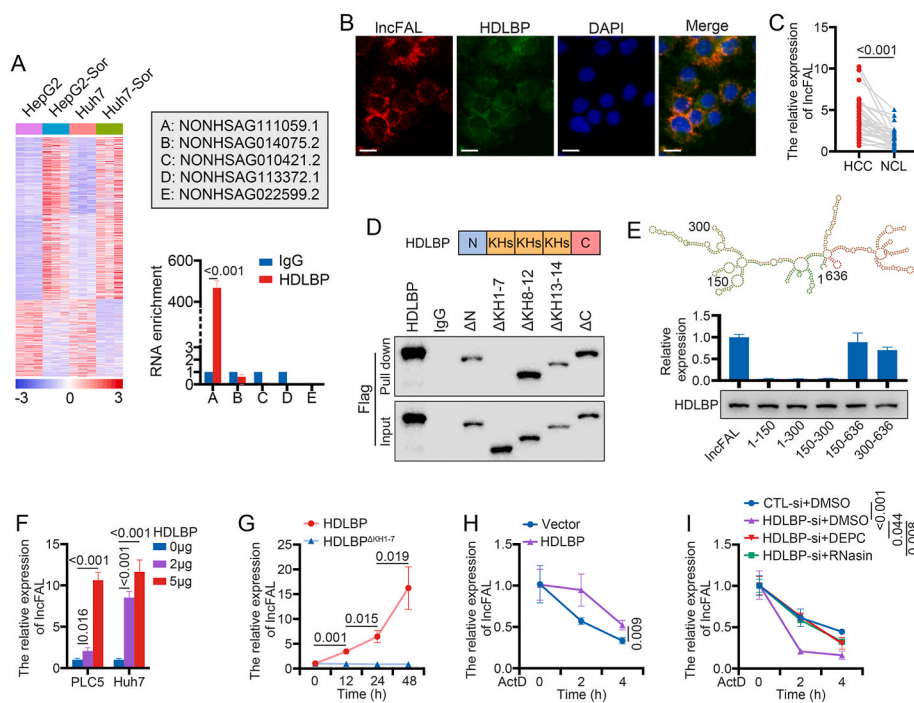 A
HepG2
HepG2-Sor
Huh7
Huh7-Sor
-3 0 3
A: NONHSAG111059.1
B: NONHSAG014075.2
C: NONHSAG010421.2
D: NONHSAG113372.1
E: NONHSAG022599.2
RNA enrichment
600
400
3
2
1
0
<0.001
IgG
HDLBP
A B C D E
B
lncFAL HDLBP DAPI Merge
C
The relative expression
of lncFAL
15
10
5
0
<0.001
HCC NCL
D
HDLBP N KHs KHs KHs C
HDLBP
IgG
ΔN
ΔKH1-7
ΔKH8-12
ΔKH13-14
ΔC
Flag
Pull down
Input
E
300
150
1
636
Relative
expression
1.5
1.0
0.5
0.0
HDLBP
lncFAL
1-150
1-300
150-300
150-636
300-636
F
The relative expression
of lncFAL
20
15
10
5
0
0.016
<0.001
<0.001
<0.001
HDLBP
0μg
2μg
5μg
PLC5 Huh7
G
HDLBP
HDLBPΔKH1-7
The relative expression
of lncFAL
25
20
15
10
5
0
0.001
0.015
0.019
0 12 24 48
Time (h)
H
Vector
HDLBP
The relative expression
of lncFAL
1.5
1.0
0.5
0.0
0.009
ActD 0 2 4
Time (h)
I
CTL-si+DMSO
HDLBP-si+DMSO
HDLBP-si+DEPC
HDLBP-si+RNasin
<0.001
0.044
0.008
The relative expression
of lncFAL
1.5
1.0
0.5
0.0
ActD 0 2 4
Time (h)